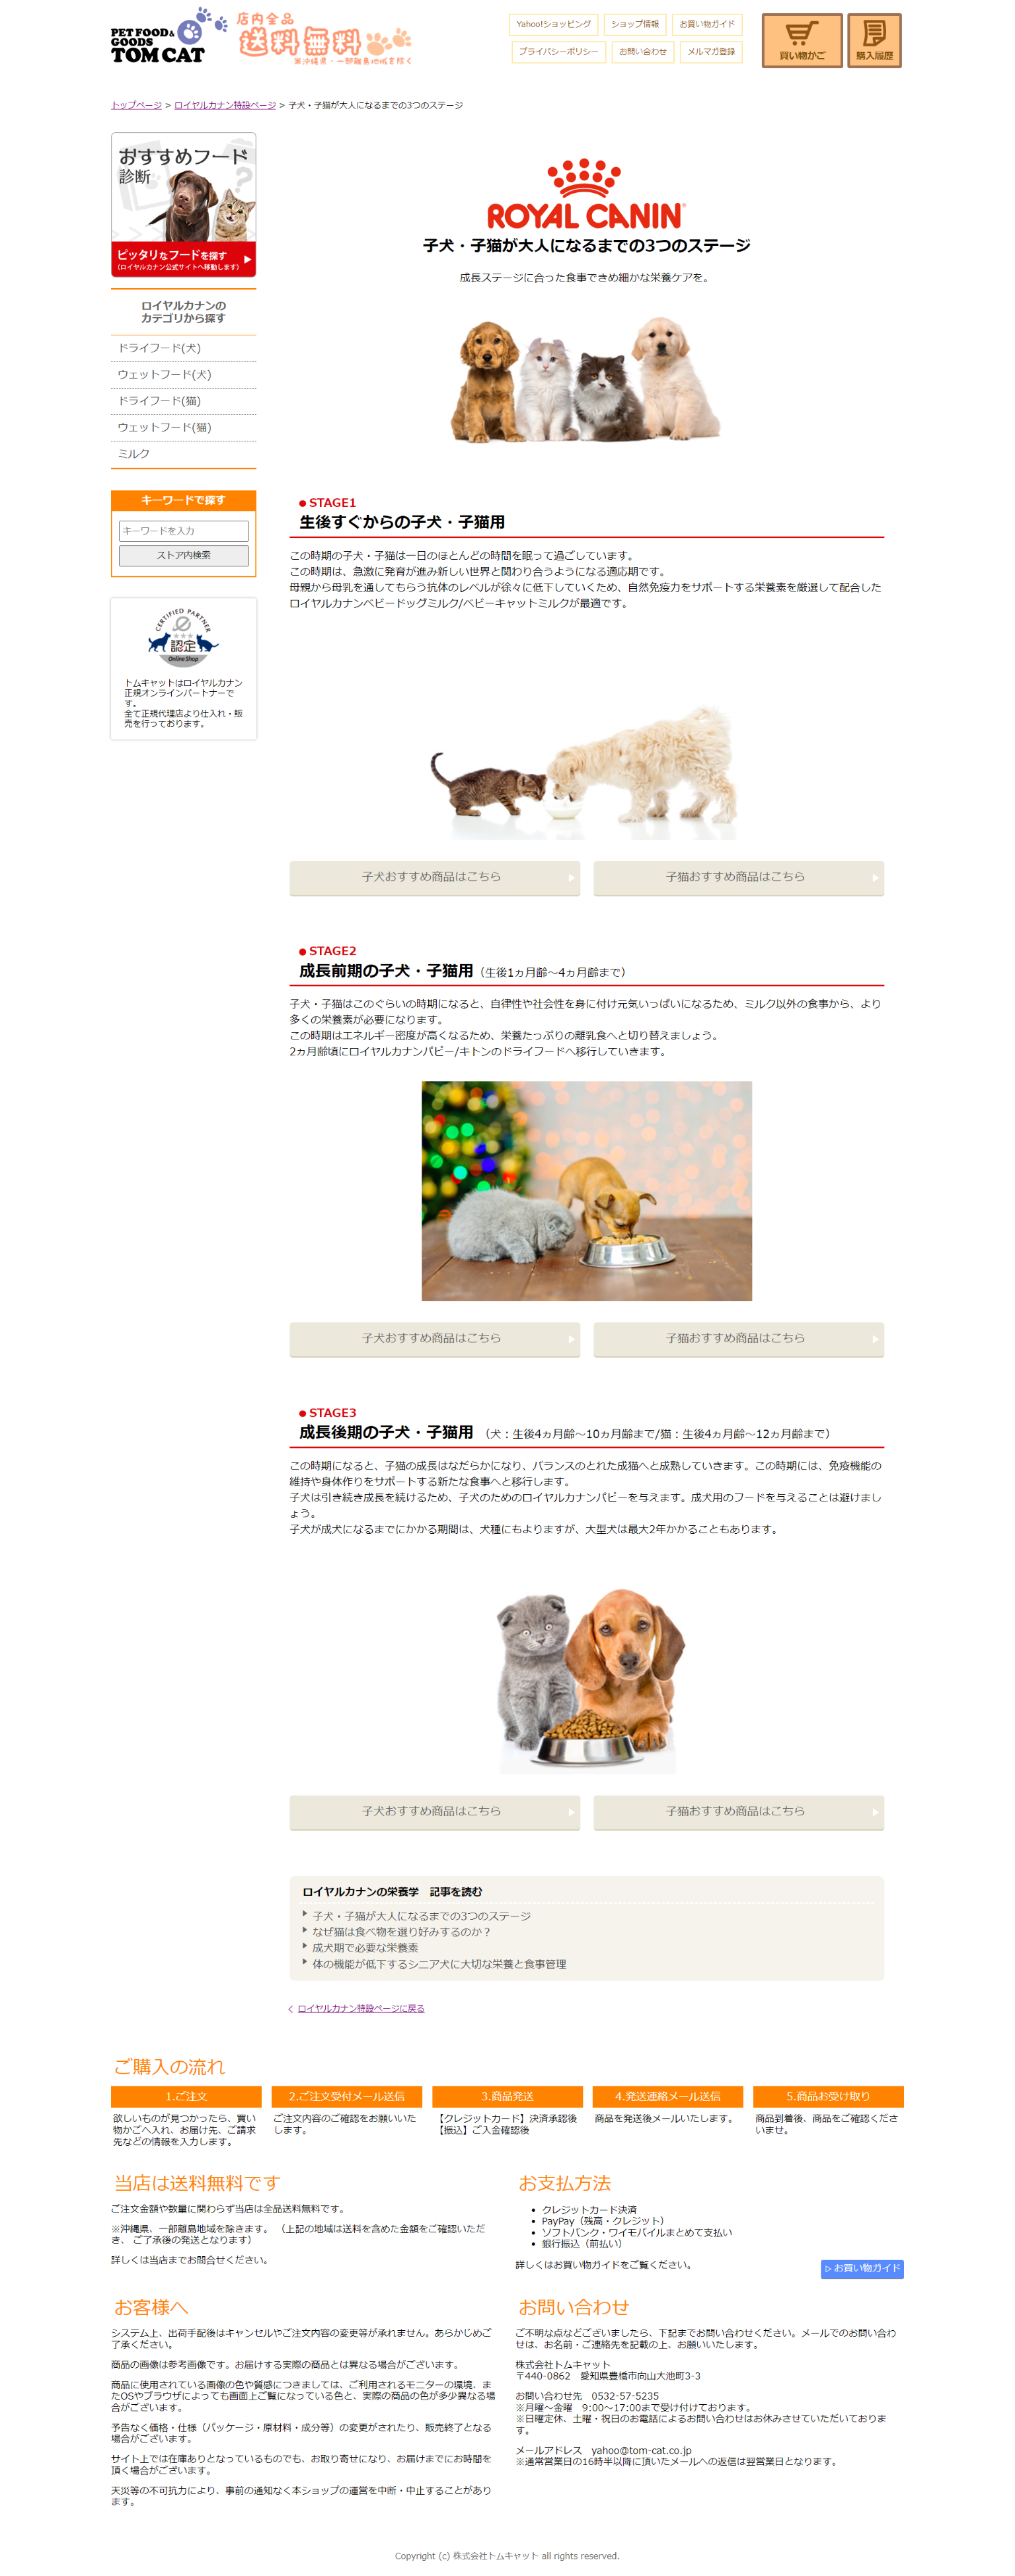 PET FOOD&
GOODS
TOM CAT
店内全品
送料無料
※沖縄県・一部離島地域を除く
Yahoo!ショッピング
ショップ情報
お買い物ガイド
プライバシーポリシー
お問い合わせ
メルマガ登録
買い物かご
購入履歴
トップページ > ロイヤルカナン特設ページ > 子犬・子猫が大人になるまでの3つのステージ
おすすめフード
診断
ピッタリなフードを探す
(ロイヤルカナン公式サイトへ移動します)
ロイヤルカナンの
カテゴリから探す
ドライフード(犬)
ウェットフード(犬)
ドライフード(猫)
ウェットフード(猫)
ミルク
キーワードで探す
キーワードを入力
ストア内検索
CERTIFIED PARTNER
認定
Online Shop
トムキャットはロイヤルカナン
正規オンラインパートナーで
す。
全て正規代理店より仕入れ・販
売を行っております。
ROYAL CANIN
子犬・子猫が大人になるまでの3つのステージ
成長ステージに合った食事できめ細かな栄養ケアを。
● STAGE1
生後すぐからの子犬・子猫用
この時期の子犬・子猫は一日のほとんどの時間を眠って過ごしています。
この時期は、急激に発育が進み新しい世界と関わり合うようになる適応期です。
母親から母乳を通してもらう抗体のレベルが徐々に低下していくため、自然免疫力をサポートする栄養素を厳選して配合した
ロイヤルカナンベビードッグミルク/ベビーキャットミルクが最適です。
子犬おすすめ商品はこちら
子猫おすすめ商品はこちら
● STAGE2
成長前期の子犬・子猫用（生後1ヵ月齢～4ヵ月齢まで）
子犬・子猫はこのぐらいの時期になると、自律性や社会性を身に付け元気いっぱいになるため、ミルク以外の食事から、より
多くの栄養素が必要になります。
この時期はエネルギー密度が高くなるため、栄養たっぷりの離乳食へと切り替えましょう。
2ヵ月齢頃にロイヤルカナンパピー/キトンのドライフードへ移行していきます。
子犬おすすめ商品はこちら
子猫おすすめ商品はこちら
● STAGE3
成長後期の子犬・子猫用 （犬：生後4ヵ月齢～10ヵ月齢まで/猫：生後4ヵ月齢～12ヵ月齢まで）
この時期になると、子猫の成長はなだらかになり、バランスのとれた成猫へと成熟していきます。この時期には、免疫機能の
維持や身体作りをサポートする新たな食事へと移行します。
子犬は引き続き成長を続けるため、子犬のためのロイヤルカナンパピーを与えます。成犬用のフードを与えることは避けまし
ょう。
子犬が成犬になるまでにかかる期間は、犬種にもよりますが、大型犬は最大2年かかることもあります。
子犬おすすめ商品はこちら
子猫おすすめ商品はこちら
ロイヤルカナンの栄養学　記事を読む
子犬・子猫が大人になるまでの3つのステージ
なぜ猫は食べ物を選り好みするのか？
成犬期で必要な栄養素
体の機能が低下するシニア犬に大切な栄養と食事管理
ロイヤルカナン特設ページに戻る
ご購入の流れ
1.ご注文
欲しいものが見つかったら、買い
物かごへ入れ、お届け先、ご請求
先などの情報を入力します。
2.ご注文受付メール送信
ご注文内容のご確認をお願いいた
します。
3.商品発送
【クレジットカード】決済承認後
【振込】ご入金確認後
4.発送連絡メール送信
商品を発送後メールいたします。
5.商品お受け取り
商品到着後、商品をご確認くださ
いませ。
当店は送料無料です
ご注文金額や数量に関わらず当店は全品送料無料です。
※沖縄県、一部離島地域を除きます。 （上記の地域は送料を含めた金額をご確認いただ
き、 ご了承後の発送となります）
詳しくは当店までお問合せください。
お支払方法
• クレジットカード決済
• PayPay（残高・クレジット）
• ソフトバンク・ワイモバイルまとめて支払い
• 銀行振込（前払い）
詳しくはお買い物ガイドをご覧ください。
▷お買い物ガイド
お客様へ
システム上、出荷手配後はキャンセルやご注文内容の変更等が承れません。あらかじめご
了承ください。
商品の画像は参考画像です。お届けする実際の商品とは異なる場合がございます。
商品に使用されている画像の色や質感につきましては、ご利用されるモニターの環境、ま
たOSやブラウザによっても画面上ご覧になっている色と、実際の商品の色が多少異なる場
合がございます。
予告なく価格・仕様（パッケージ・原材料・成分等）の変更がされたり、販売終了となる
場合がございます。
サイト上では在庫ありとなっているものでも、お取り寄せになり、お届けまでにお時間を
頂く場合がございます。
天災等の不可抗力により、事前の通知なく本ショップの運営を中断・中止することがあり
ます。
お問い合わせ
ご不明な点などございましたら、下記までお問い合わせください。メールでのお問い合わ
せは、お名前・ご連絡先を記載の上、お願いいたします。
株式会社トムキャット
〒440-0862　愛知県豊橋市向山大池町3-3
お問い合わせ先　0532-57-5235
※月曜～金曜　9:00～17:00まで受け付けております。
※日曜定休、土曜・祝日のお電話によるお問い合わせはお休みさせていただいておりま
す。
メールアドレス　yahoo@tom-cat.co.jp
※通常営業日の16時半以降に頂いたメールへの返信は翌営業日となります。
Copyright (c) 株式会社トムキャット all rights reserved.